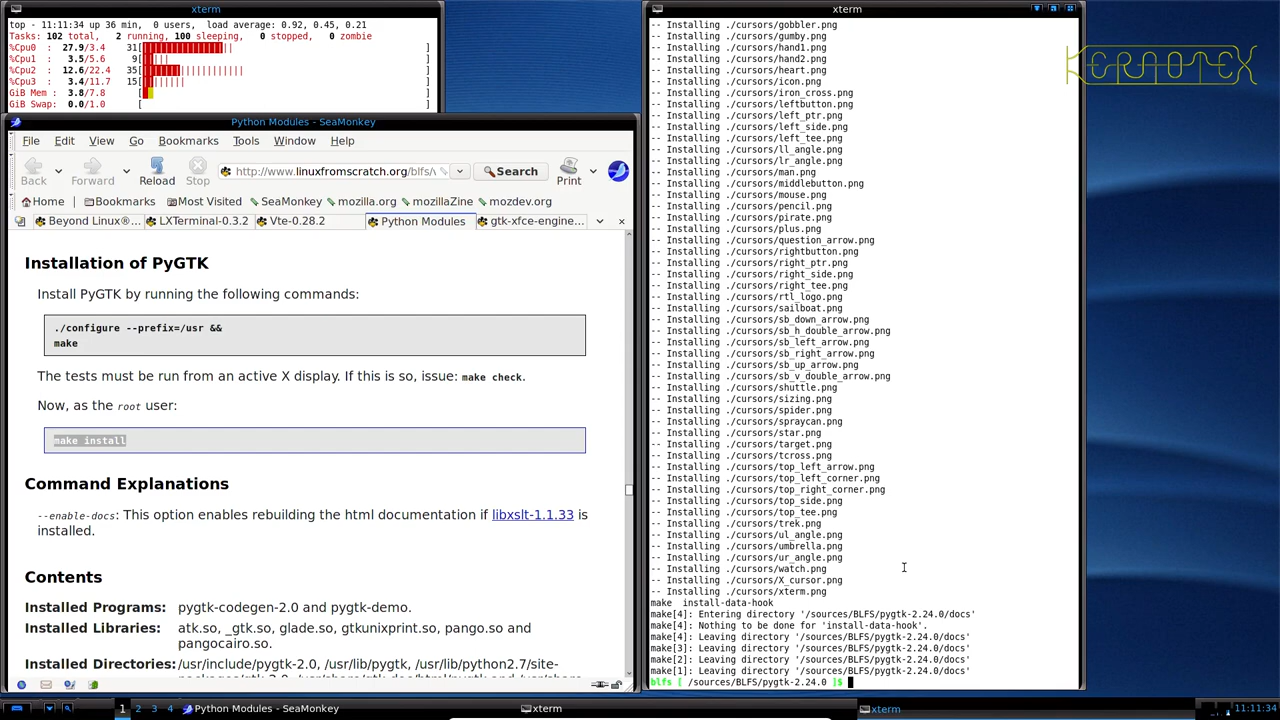 xterm
top - 11:11:34 up 36 min, 0 users, load average: 0.92, 0.45, 0.21
Tasks: 102 total, 2 running, 100 sleeping, 0 stopped, 0 zombie
%Cpu0 : 27.9/3.4 31[ ]
%Cpu1 : 3.5/5.6 9[ ]
%Cpu2 : 12.6/22.4 35[ ]
%Cpu3 : 3.4/11.7 15[ ]
GiB Mem : 3.8/7.8 [ ]
GiB Swap: 0.0/1.0 [ ]
Python Modules - SeaMonkey
File Edit View Go Bookmarks Tools Window Help
Back Forward Reload Stop http://www.linuxfromscratch.org/blfs/v Search Print
Home Bookmarks Most Visited SeaMonkey mozilla.org mozillaZine mozdev.org
Beyond Linux®... LXTerminal-0.3.2 Vte-0.28.2 Python Modules gtk-xfce-engine...
Installation of PyGTK
Install PyGTK by running the following commands:
./configure --prefix=/usr &&
make
The tests must be run from an active X display. If this is so, issue: make check.
Now, as the root user:
make install
Command Explanations
--enable-docs: This option enables rebuilding the html documentation if libxslt-1.1.33 is
installed.
Contents
Installed Programs: pygtk-codegen-2.0 and pygtk-demo.
Installed Libraries: atk.so, _gtk.so, glade.so, gtkunixprint.so, pango.so and
pangocairo.so.
Installed Directories: /usr/include/pygtk-2.0, /usr/lib/pygtk, /usr/lib/python2.7/site-
xterm
-- Installing ./cursors/gobbler.png
-- Installing ./cursors/gumby.png
-- Installing ./cursors/hand1.png
-- Installing ./cursors/hand2.png
-- Installing ./cursors/heart.png
-- Installing ./cursors/icon.png
-- Installing ./cursors/iron_cross.png
-- Installing ./cursors/leftbutton.png
-- Installing ./cursors/left_ptr.png
-- Installing ./cursors/left_side.png
-- Installing ./cursors/left_tee.png
-- Installing ./cursors/ll_angle.png
-- Installing ./cursors/lr_angle.png
-- Installing ./cursors/man.png
-- Installing ./cursors/middlebutton.png
-- Installing ./cursors/mouse.png
-- Installing ./cursors/pencil.png
-- Installing ./cursors/pirate.png
-- Installing ./cursors/plus.png
-- Installing ./cursors/question_arrow.png
-- Installing ./cursors/rightbutton.png
-- Installing ./cursors/right_ptr.png
-- Installing ./cursors/right_side.png
-- Installing ./cursors/right_tee.png
-- Installing ./cursors/rtl_logo.png
-- Installing ./cursors/sailboat.png
-- Installing ./cursors/sb_down_arrow.png
-- Installing ./cursors/sb_h_double_arrow.png
-- Installing ./cursors/sb_left_arrow.png
-- Installing ./cursors/sb_right_arrow.png
-- Installing ./cursors/sb_up_arrow.png
-- Installing ./cursors/sb_v_double_arrow.png
-- Installing ./cursors/shuttle.png
-- Installing ./cursors/sizing.png
-- Installing ./cursors/spider.png
-- Installing ./cursors/spraycan.png
-- Installing ./cursors/star.png
-- Installing ./cursors/target.png
-- Installing ./cursors/tcross.png
-- Installing ./cursors/top_left_arrow.png
-- Installing ./cursors/top_left_corner.png
-- Installing ./cursors/top_right_corner.png
-- Installing ./cursors/top_side.png
-- Installing ./cursors/top_tee.png
-- Installing ./cursors/trek.png
-- Installing ./cursors/ul_angle.png
-- Installing ./cursors/umbrella.png
-- Installing ./cursors/ur_angle.png
-- Installing ./cursors/watch.png
-- Installing ./cursors/X_cursor.png
-- Installing ./cursors/xterm.png
make install-data-hook
make[4]: Entering directory '/sources/BLFS/pygtk-2.24.0/docs'
make[4]: Nothing to be done for 'install-data-hook'.
make[4]: Leaving directory '/sources/BLFS/pygtk-2.24.0/docs'
make[3]: Leaving directory '/sources/BLFS/pygtk-2.24.0/docs'
make[2]: Leaving directory '/sources/BLFS/pygtk-2.24.0/docs'
make[1]: Leaving directory '/sources/BLFS/pygtk-2.24.0/docs'
blfs [ /sources/BLFS/pygtk-2.24.0 ]$
KERNOTEX
1 2 3 4 Python Modules - SeaMonkey xterm xterm 11:11:34